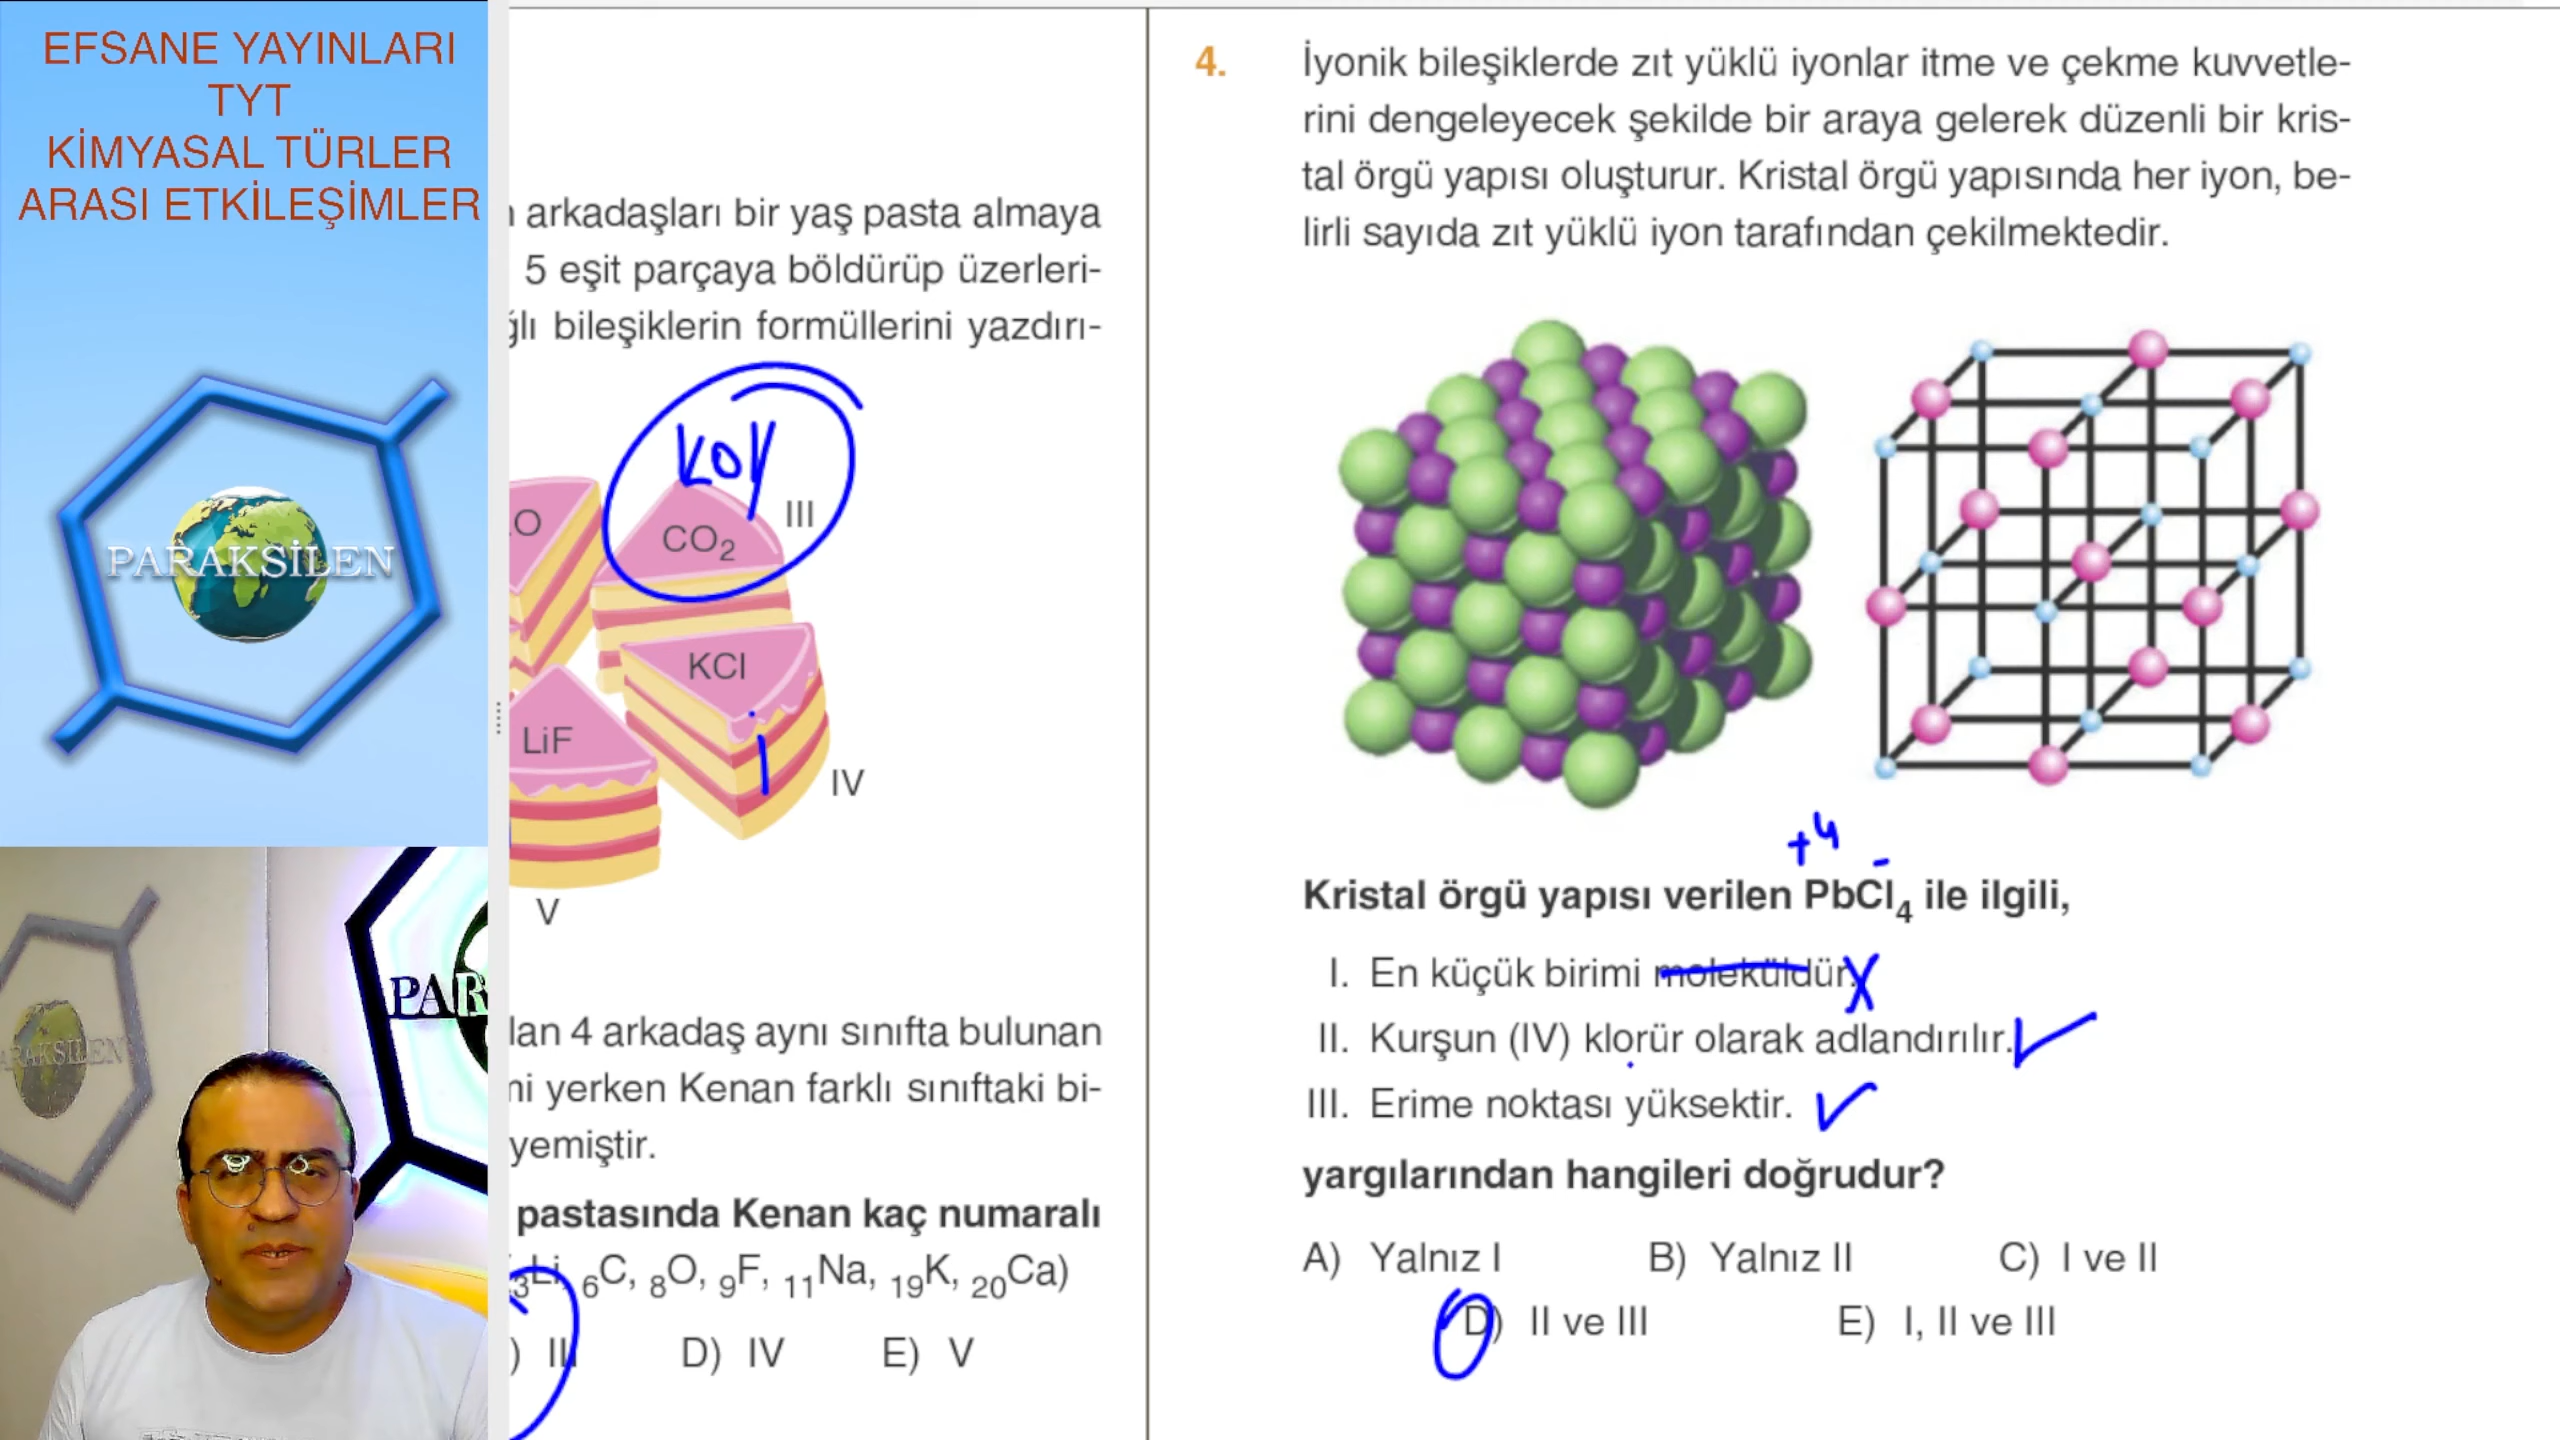 EFSANE YAYINLARI
TYT
KİMYASAL TÜRLER
ARASI ETKİLEŞİMLER
PARAKSİLEN
ARAKSİLEN
PAR
arkadaşları bir yaş pasta almaya
5 eşit parçaya böldürüp üzerleri-
ğlı bileşiklerin formüllerini yazdırı-
KOV
O
CO2
III
KCl
LiF
IV
V
lan 4 arkadaş aynı sınıfta bulunan
yerken Kenan farklı sınıftaki bi-
yemiştir.
pastasında Kenan kaç numaralı
3Li, 6C, 8O, 9F, 11Na, 19K, 20Ca)
) III D) IV E) V
4. İyonik bileşiklerde zıt yüklü iyonlar itme ve çekme kuvvetle-
rini dengeleyecek şekilde bir araya gelerek düzenli bir kris-
tal örgü yapısı oluşturur. Kristal örgü yapısında her iyon, be-
lirli sayıda zıt yüklü iyon tarafından çekilmektedir.
+4 -
Kristal örgü yapısı verilen PbCl4 ile ilgili,
I. En küçük birimi moleküldür.
II. Kurşun (IV) klorür olarak adlandırılır.
III. Erime noktası yüksektir.
yargılarından hangileri doğrudur?
A) Yalnız I B) Yalnız II C) I ve II
D) II ve III E) I, II ve III